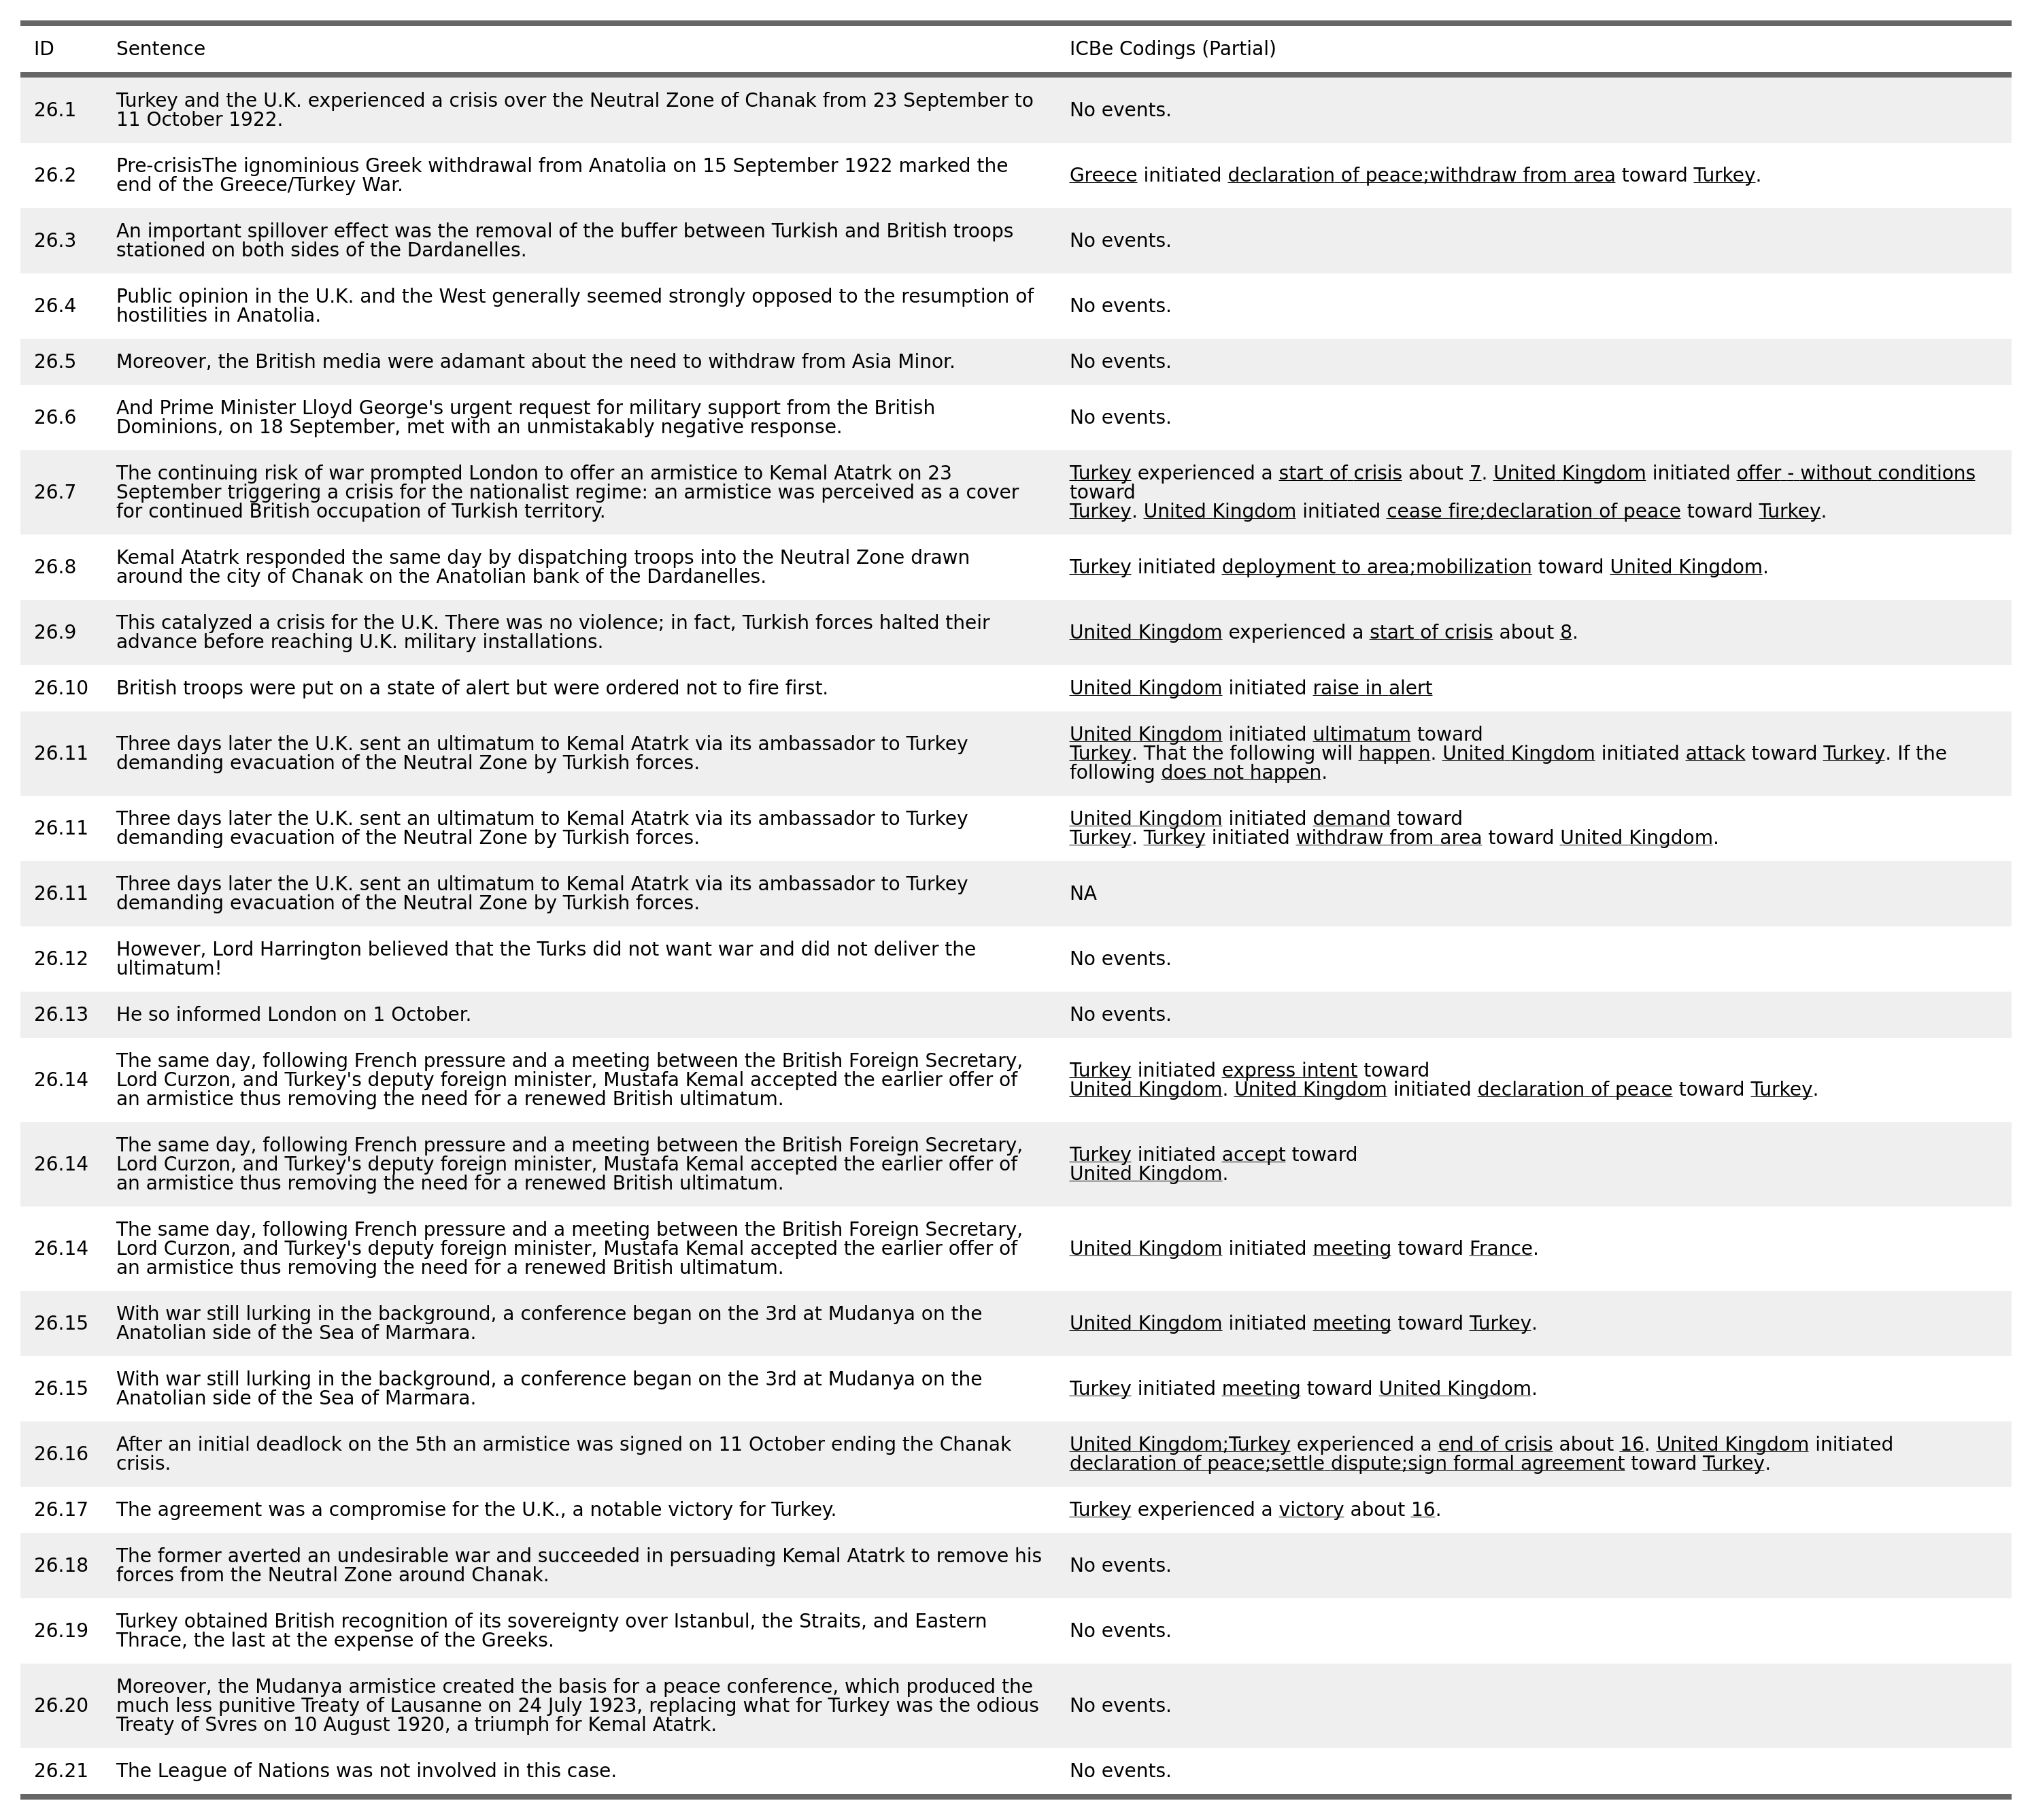 ID Sentence ICBe Codings (Partial)
26.1 Turkey and the U.K. experienced a crisis over the Neutral Zone of Chanak from 23 September to
11 October 1922.
No events.
26.2 Pre-crisisThe ignominious Greek withdrawal from Anatolia on 15 September 1922 marked the
end of the Greece/Turkey War.
Greece initiated declaration of peace;withdraw from area toward Turkey.
26.3 An important spillover effect was the removal of the buffer between Turkish and British troops
stationed on both sides of the Dardanelles.
No events.
26.4 Public opinion in the U.K. and the West generally seemed strongly opposed to the resumption of
hostilities in Anatolia.
No events.
26.5 Moreover, the British media were adamant about the need to withdraw from Asia Minor.
No events.
26.6 And Prime Minister Lloyd George's urgent request for military support from the British
Dominions, on 18 September, met with an unmistakably negative response.
No events.
26.7 The continuing risk of war prompted London to offer an armistice to Kemal Atatrk on 23
September triggering a crisis for the nationalist regime: an armistice was perceived as a cover
for continued British occupation of Turkish territory.
Turkey experienced a start of crisis about 7. United Kingdom initiated offer - without conditions
toward
Turkey. United Kingdom initiated cease fire;declaration of peace toward Turkey.
26.8 Kemal Atatrk responded the same day by dispatching troops into the Neutral Zone drawn
around the city of Chanak on the Anatolian bank of the Dardanelles.
Turkey initiated deployment to area;mobilization toward United Kingdom.
26.9 This catalyzed a crisis for the U.K. There was no violence; in fact, Turkish forces halted their
advance before reaching U.K. military installations.
United Kingdom experienced a start of crisis about 8.
26.10 British troops were put on a state of alert but were ordered not to fire first.
United Kingdom initiated raise in alert
26.11 Three days later the U.K. sent an ultimatum to Kemal Atatrk via its ambassador to Turkey
demanding evacuation of the Neutral Zone by Turkish forces.
United Kingdom initiated ultimatum toward
Turkey. That the following will happen. United Kingdom initiated attack toward Turkey. If the
following does not happen.
26.11 Three days later the U.K. sent an ultimatum to Kemal Atatrk via its ambassador to Turkey
demanding evacuation of the Neutral Zone by Turkish forces.
United Kingdom initiated demand toward
Turkey. Turkey initiated withdraw from area toward United Kingdom.
26.11 Three days later the U.K. sent an ultimatum to Kemal Atatrk via its ambassador to Turkey
demanding evacuation of the Neutral Zone by Turkish forces.
NA
26.12 However, Lord Harrington believed that the Turks did not want war and did not deliver the
ultimatum!
No events.
26.13 He so informed London on 1 October.
No events.
26.14 The same day, following French pressure and a meeting between the British Foreign Secretary,
Lord Curzon, and Turkey's deputy foreign minister, Mustafa Kemal accepted the earlier offer of
an armistice thus removing the need for a renewed British ultimatum.
Turkey initiated express intent toward
United Kingdom. United Kingdom initiated declaration of peace toward Turkey.
26.14 The same day, following French pressure and a meeting between the British Foreign Secretary,
Lord Curzon, and Turkey's deputy foreign minister, Mustafa Kemal accepted the earlier offer of
an armistice thus removing the need for a renewed British ultimatum.
Turkey initiated accept toward
United Kingdom.
26.14 The same day, following French pressure and a meeting between the British Foreign Secretary,
Lord Curzon, and Turkey's deputy foreign minister, Mustafa Kemal accepted the earlier offer of
an armistice thus removing the need for a renewed British ultimatum.
United Kingdom initiated meeting toward France.
26.15 With war still lurking in the background, a conference began on the 3rd at Mudanya on the
Anatolian side of the Sea of Marmara.
United Kingdom initiated meeting toward Turkey.
26.15 With war still lurking in the background, a conference began on the 3rd at Mudanya on the
Anatolian side of the Sea of Marmara.
Turkey initiated meeting toward United Kingdom.
26.16 After an initial deadlock on the 5th an armistice was signed on 11 October ending the Chanak
crisis.
United Kingdom;Turkey experienced a end of crisis about 16. United Kingdom initiated
declaration of peace;settle dispute;sign formal agreement toward Turkey.
26.17 The agreement was a compromise for the U.K., a notable victory for Turkey.
Turkey experienced a victory about 16.
26.18 The former averted an undesirable war and succeeded in persuading Kemal Atatrk to remove his
forces from the Neutral Zone around Chanak.
No events.
26.19 Turkey obtained British recognition of its sovereignty over Istanbul, the Straits, and Eastern
Thrace, the last at the expense of the Greeks.
No events.
26.20 Moreover, the Mudanya armistice created the basis for a peace conference, which produced the
much less punitive Treaty of Lausanne on 24 July 1923, replacing what for Turkey was the odious
Treaty of Svres on 10 August 1920, a triumph for Kemal Atatrk.
No events.
26.21 The League of Nations was not involved in this case.
No events.